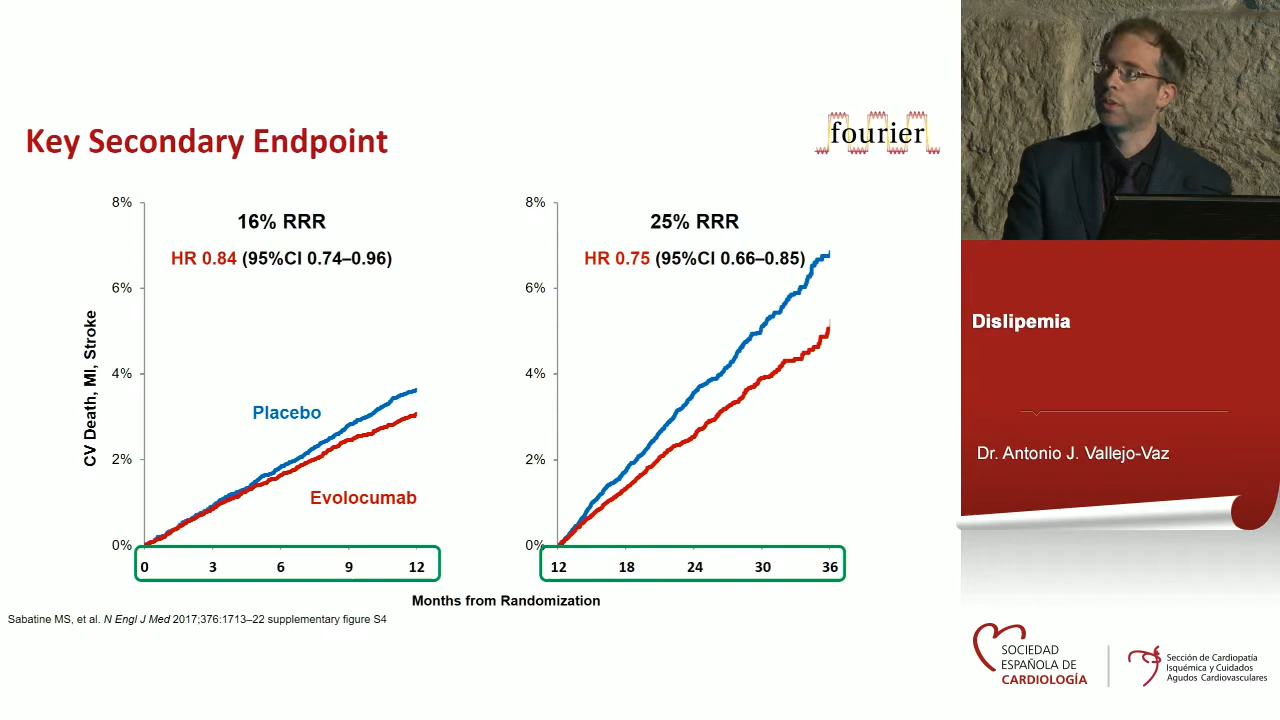 Key Secondary Endpoint
fourier
8%
6%
4%
2%
0%
CV Death, MI, Stroke
16% RRR
HR 0.84 (95%CI 0.74–0.96)
Placebo
Evolocumab
0 3 6 9 12
8%
6%
4%
2%
0%
25% RRR
HR 0.75 (95%CI 0.66–0.85)
12 18 24 30 36
Months from Randomization
Sabatine MS, et al. N Engl J Med 2017;376:1713–22 supplementary figure S4
Dislipemia
Dr. Antonio J. Vallejo-Vaz
SOCIEDAD
ESPAÑOLA DE
CARDIOLOGÍA
Sección de Cardiopatía
Isquémica y Cuidados
Agudos Cardiovasculares